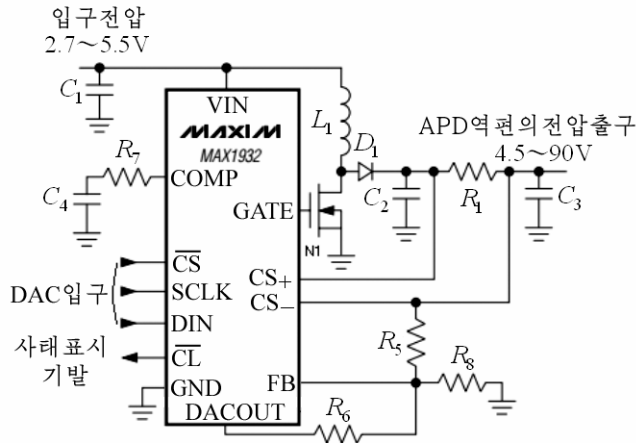 입구전압
2.7～5.5V
C1
VIN
MAXIM
MAX1932
L1
D1
APD역편의전압출구
4.5～90V
R7
COMP
C4
GATE
N1
C2
R1
C3
CS
CS+
DAC입구
SCLK
CS−
DIN
사태표시
기발
CL
R5
R8
GND
FB
DACOUT
R6